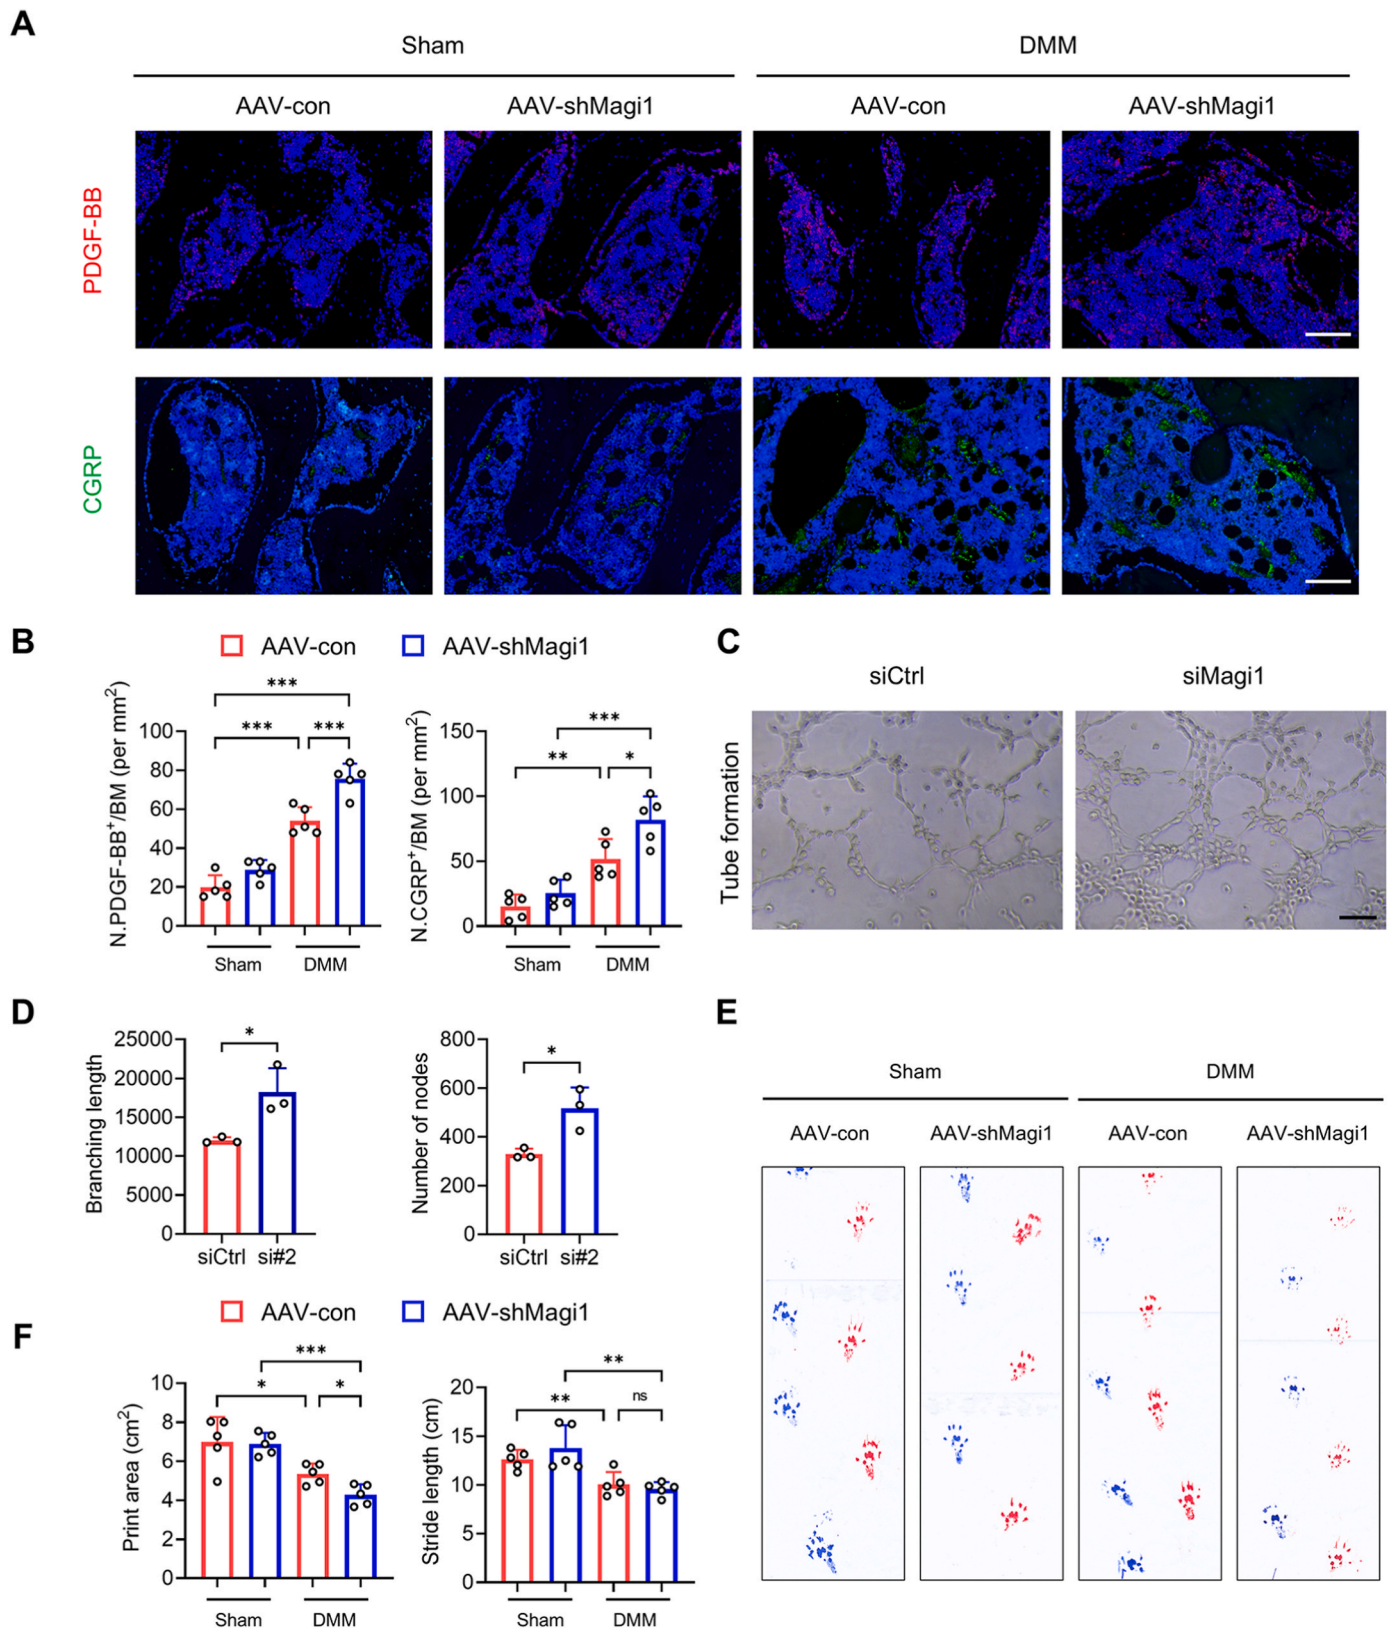 A
Sham DMM
AAV-con AAV-shMagi1 AAV-con AAV-shMagi1
PDGF-BB
CGRP
B
AAV-con AAV-shMagi1
N.PDGF-BB⁺/BM (per mm²)
100
80
60
40
20
0
*** *** ***
Sham DMM
N.CGRP⁺/BM (per mm²)
150
100
50
0
*** ** *
Sham DMM
C
siCtrl siMagi1
Tube formation
D
Branching length
25000
20000
15000
10000
5000
0
*
siCtrl si#2
Number of nodes
800
600
400
200
0
*
siCtrl si#2
E
Sham DMM
AAV-con AAV-shMagi1 AAV-con AAV-shMagi1
F
AAV-con AAV-shMagi1
Print area (cm²)
10
8
6
4
2
0
*** * *
Sham DMM
Stride length (cm)
20
15
10
5
0
** ** ns
Sham DMM